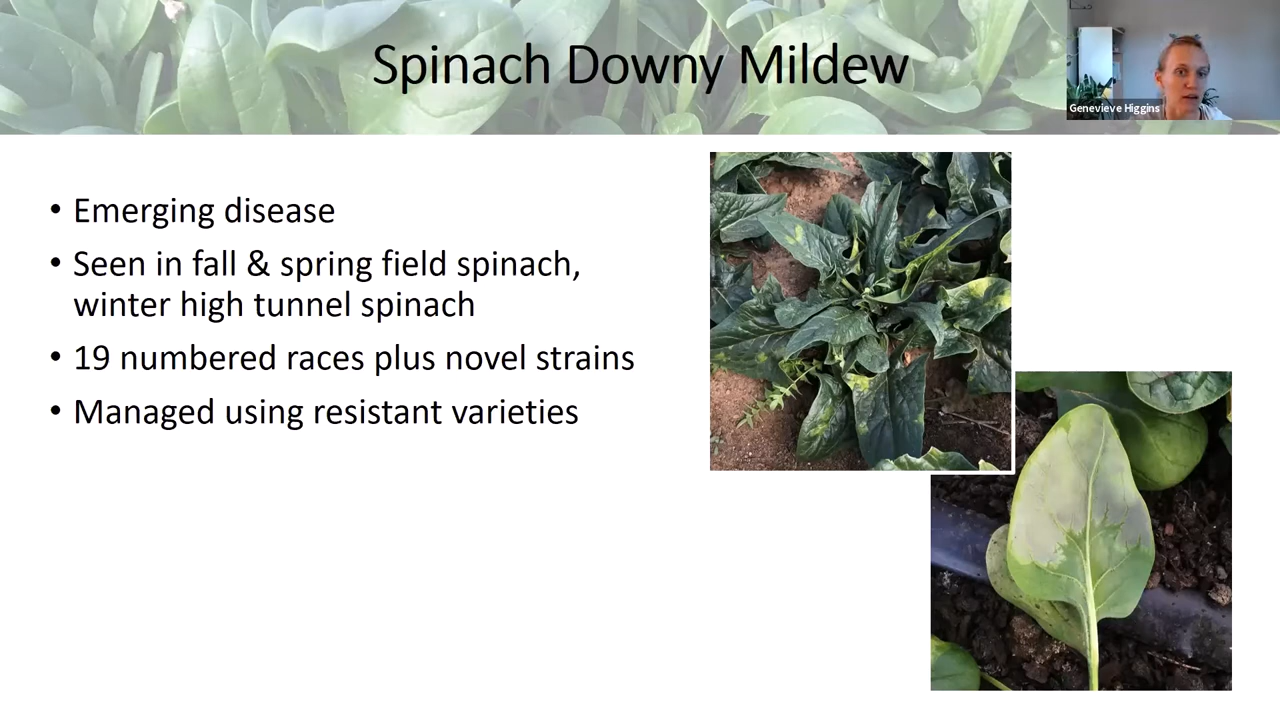 Spinach Downy Mildew
Genevieve Higgins
• Emerging disease
• Seen in fall & spring field spinach,
winter high tunnel spinach
• 19 numbered races plus novel strains
• Managed using resistant varieties